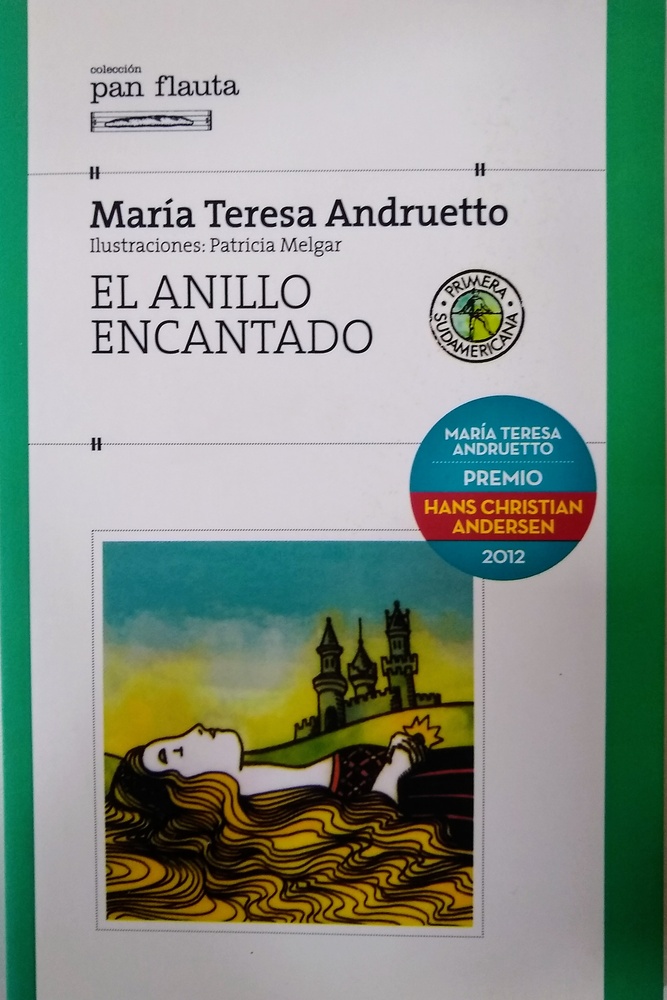 colección
pan flauta
María Teresa Andruetto
Ilustraciones: Patricia Melgar
EL ANILLO
ENCANTADO
PRIMERA
SUDAMERICANA
MARÍA TERESA
ANDRUETTO
PREMIO
HANS CHRISTIAN
ANDERSEN
2012